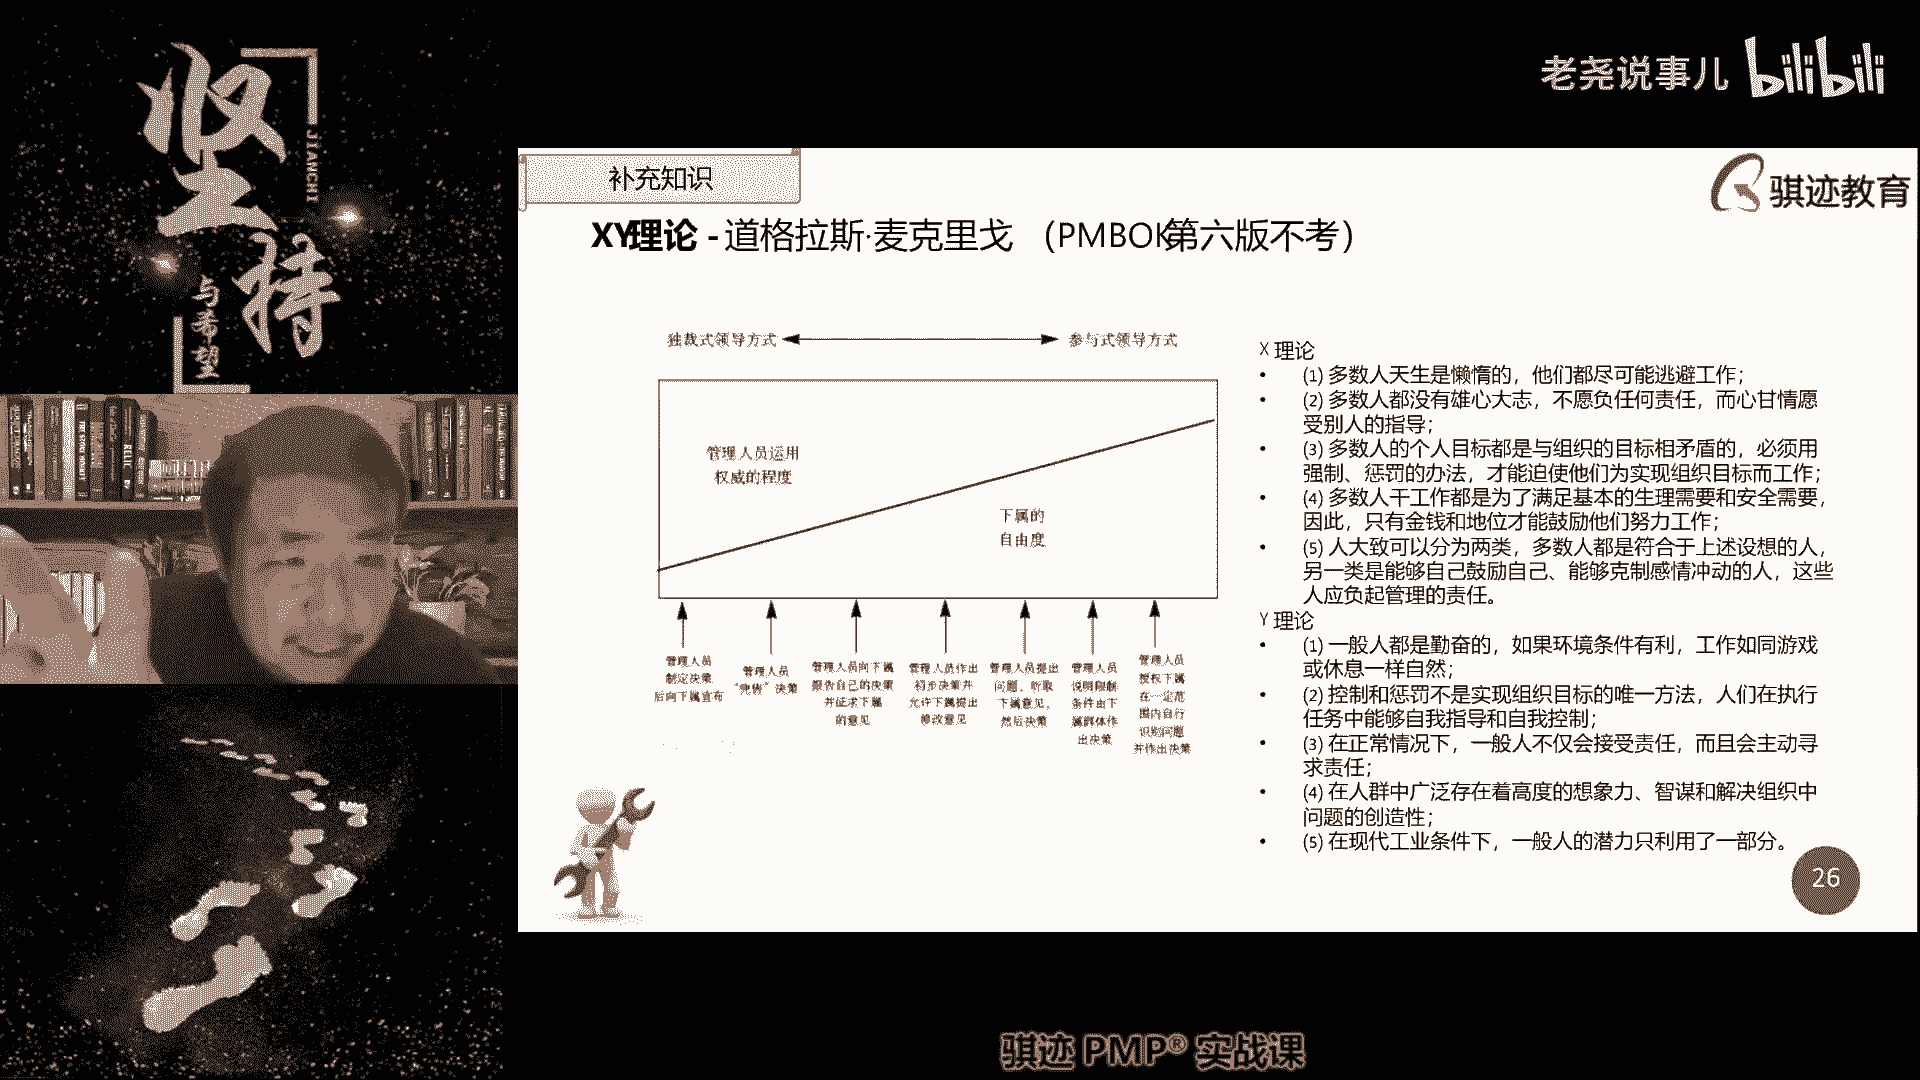 坚持
JIANCHI
与希望
老尧说事儿 bilibili
补充知识
骐迹教育
XY理论 - 道格拉斯·麦克里戈 （PMBOK第六版不考）
独裁式领导方式
参与式领导方式
管理人员运用
权威的程度
下属的
自由度
管理人员
制定决策
后向下属宣布
管理人员
“兜售”决策
管理人员向下属
报告自己的决策
并征求下属
的意见
管理人员作出
初步决策并
允许下属提出
修改意见
管理人员提出
问题、听取
下属意见、
然后决策
管理人员
说明限制
条件由下
属群体作
出决策
管理人员
授权下属
在一定范
围内自行
识别问题
并作出决策
X 理论
• (1) 多数人天生是懒惰的，他们都尽可能逃避工作；
• (2) 多数人都没有雄心大志，不愿负任何责任，而心甘情愿
受别人的指导；
• (3) 多数人的个人目标都是与组织的目标相矛盾的，必须用
强制、惩罚的办法，才能迫使他们为实现组织目标而工作；
• (4) 多数人干工作都是为了满足基本的生理需要和安全需要，
因此，只有金钱和地位才能鼓励他们努力工作；
• (5) 人大致可以分为两类，多数人都是符合于上述设想的人，
另一类是能够自己鼓励自己、能够克制感情冲动的人，这些
人应负起管理的责任。
Y 理论
• (1) 一般人都是勤奋的，如果环境条件有利，工作如同游戏
或休息一样自然；
• (2) 控制和惩罚不是实现组织目标的唯一方法，人们在执行
任务中能够自我指导和自我控制；
• (3) 在正常情况下，一般人不仅会接受责任，而且会主动寻
求责任；
• (4) 在人群中广泛存在着高度的想象力、智谋和解决组织中
问题的创造性；
• (5) 在现代工业条件下，一般人的潜力只利用了一部分。
26
骐迹 PMP® 实战课